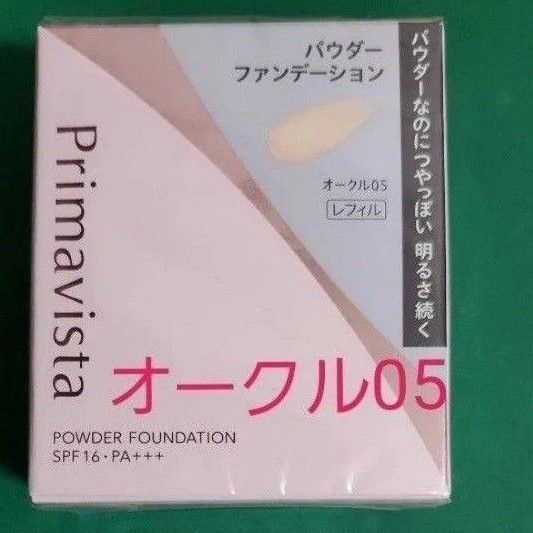 パウダー
ファンデーション
オークル05
レフィル
パウダーなのにつやっぽい 明るさ続く
Primavista
オークル05
POWDER FOUNDATION
SPF16・PA+++